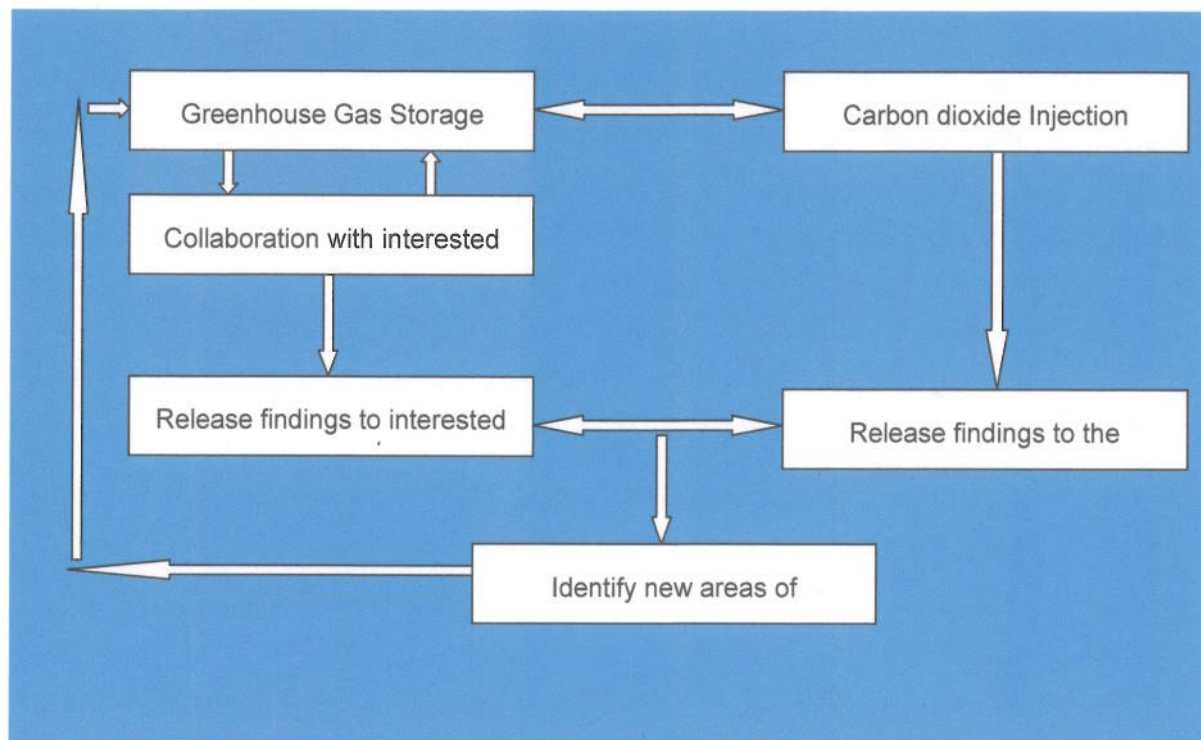 Greenhouse Gas Storage
Carbon dioxide Injection
Collaboration with interested
Release findings to interested
Release findings to the
Identify new areas of